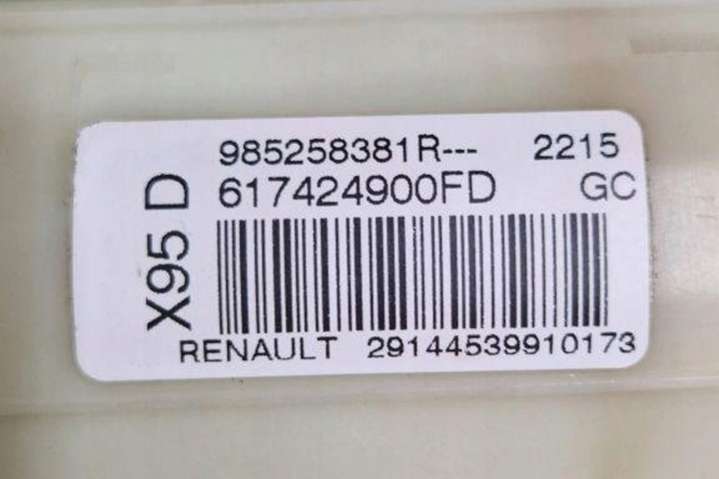 985258381R--- 2215
617424900FD GC
X95 D
RENAULT 29144539910173